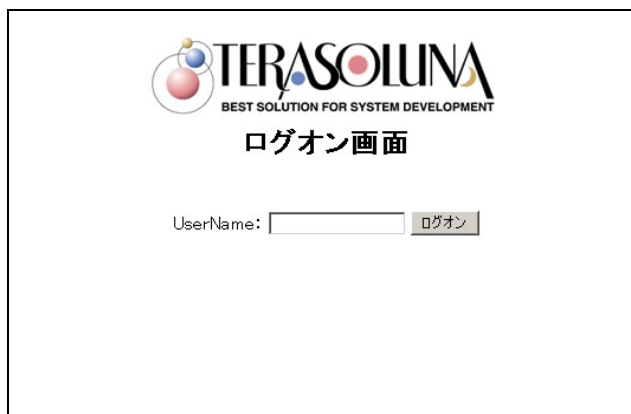 TERASOLUNA
BEST SOLUTION FOR SYSTEM DEVELOPMENT
ログオン画面
UserName: ログオン